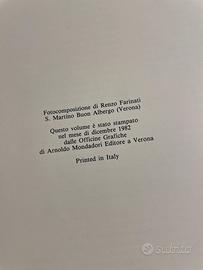 Fotocomposizione di Renzo Farinati
S. Martino Buon Albergo (Verona)
Questo volume è stato stampato
nel mese di dicembre 1982
dalle Officine Grafiche
di Arnoldo Mondadori Editore a Verona
Printed in Italy
subito